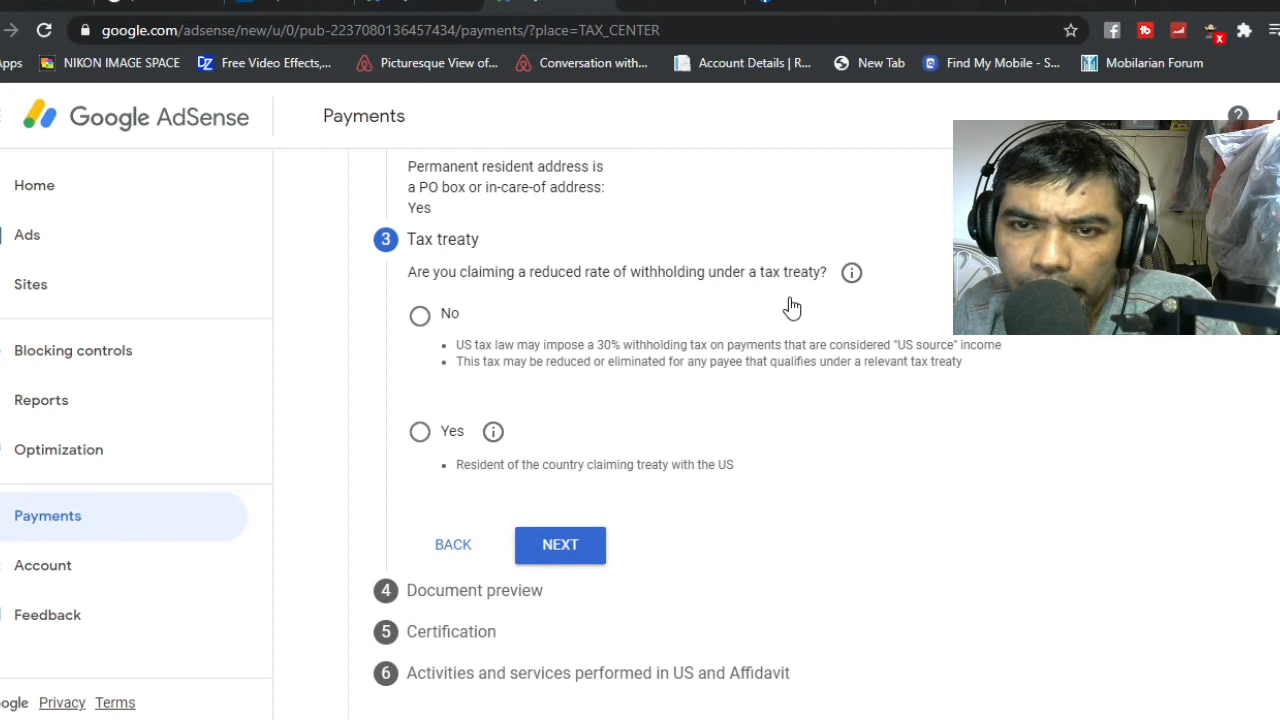 google.com/adsense/new/u/0/pub-2237080136457434/payments/?place=TAX_CENTER
NIKON IMAGE SPACE
Free Video Effects,...
Picturesque View of...
Conversation with...
Account Details | R...
New Tab
Find My Mobile - S...
Mobilarian Forum
Google AdSense
Payments
Home
Ads
Sites
Blocking controls
Reports
Optimization
Payments
Account
Feedback
Privacy
Terms
Permanent resident address is
a PO box or in-care-of address:
Yes
3 Tax treaty
Are you claiming a reduced rate of withholding under a tax treaty?
No
• US tax law may impose a 30% withholding tax on payments that are considered "US source" income
• This tax may be reduced or eliminated for any payee that qualifies under a relevant tax treaty
Yes
• Resident of the country claiming treaty with the US
BACK
NEXT
4 Document preview
5 Certification
6 Activities and services performed in US and Affidavit